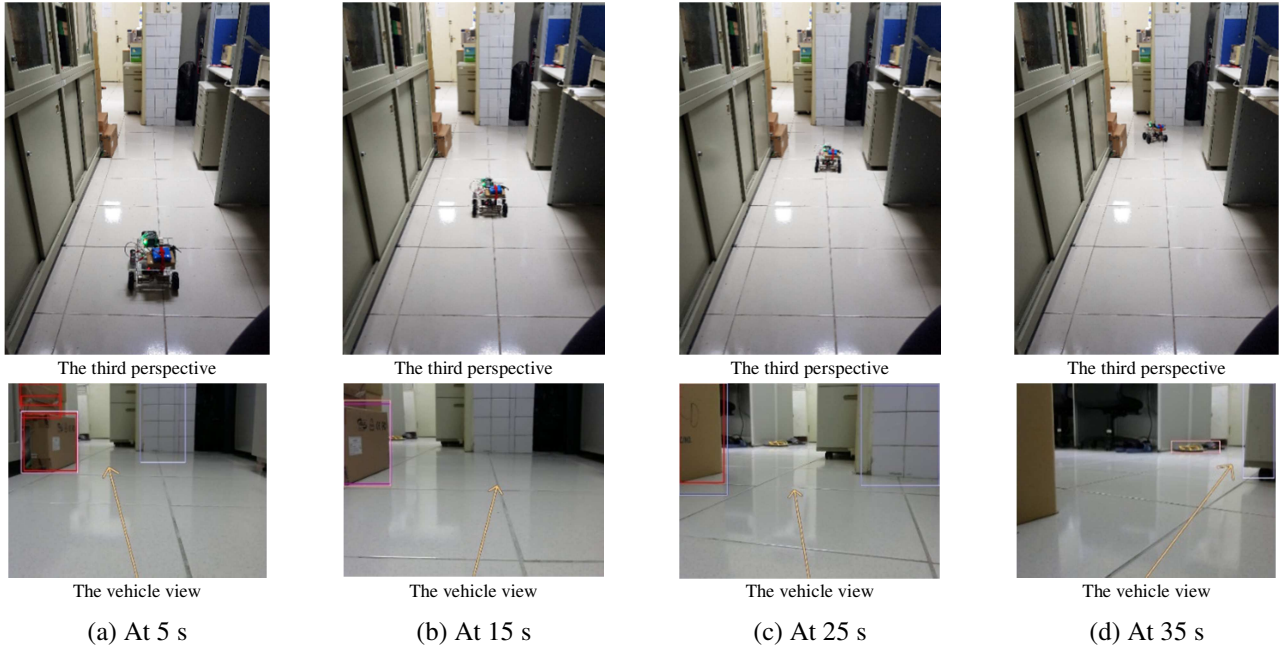 The third perspective
The third perspective
The third perspective
The third perspective
The vehicle view
The vehicle view
The vehicle view
The vehicle view
(a) At 5 s
(b) At 15 s
(c) At 25 s
(d) At 35 s